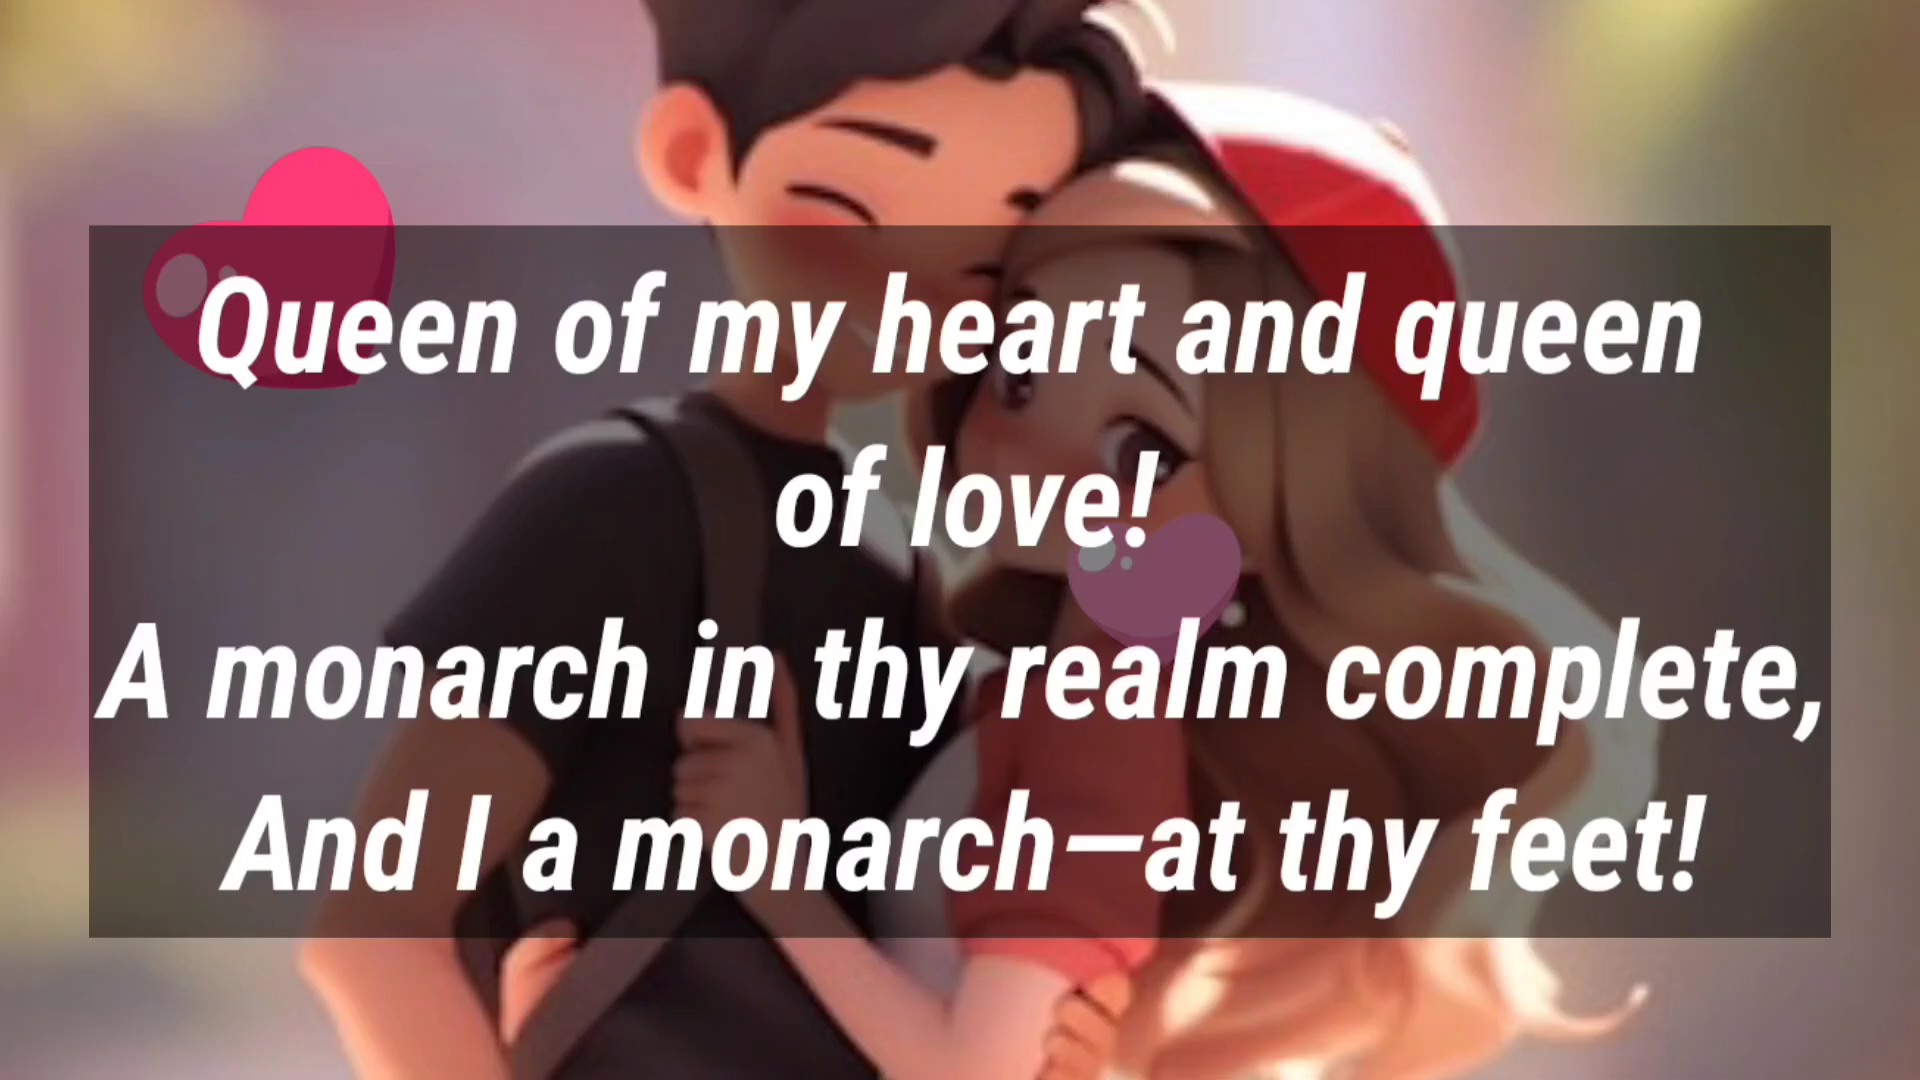 Queen of my heart and queen
of love!
A monarch in thy realm complete,
And I a monarch—at thy feet!